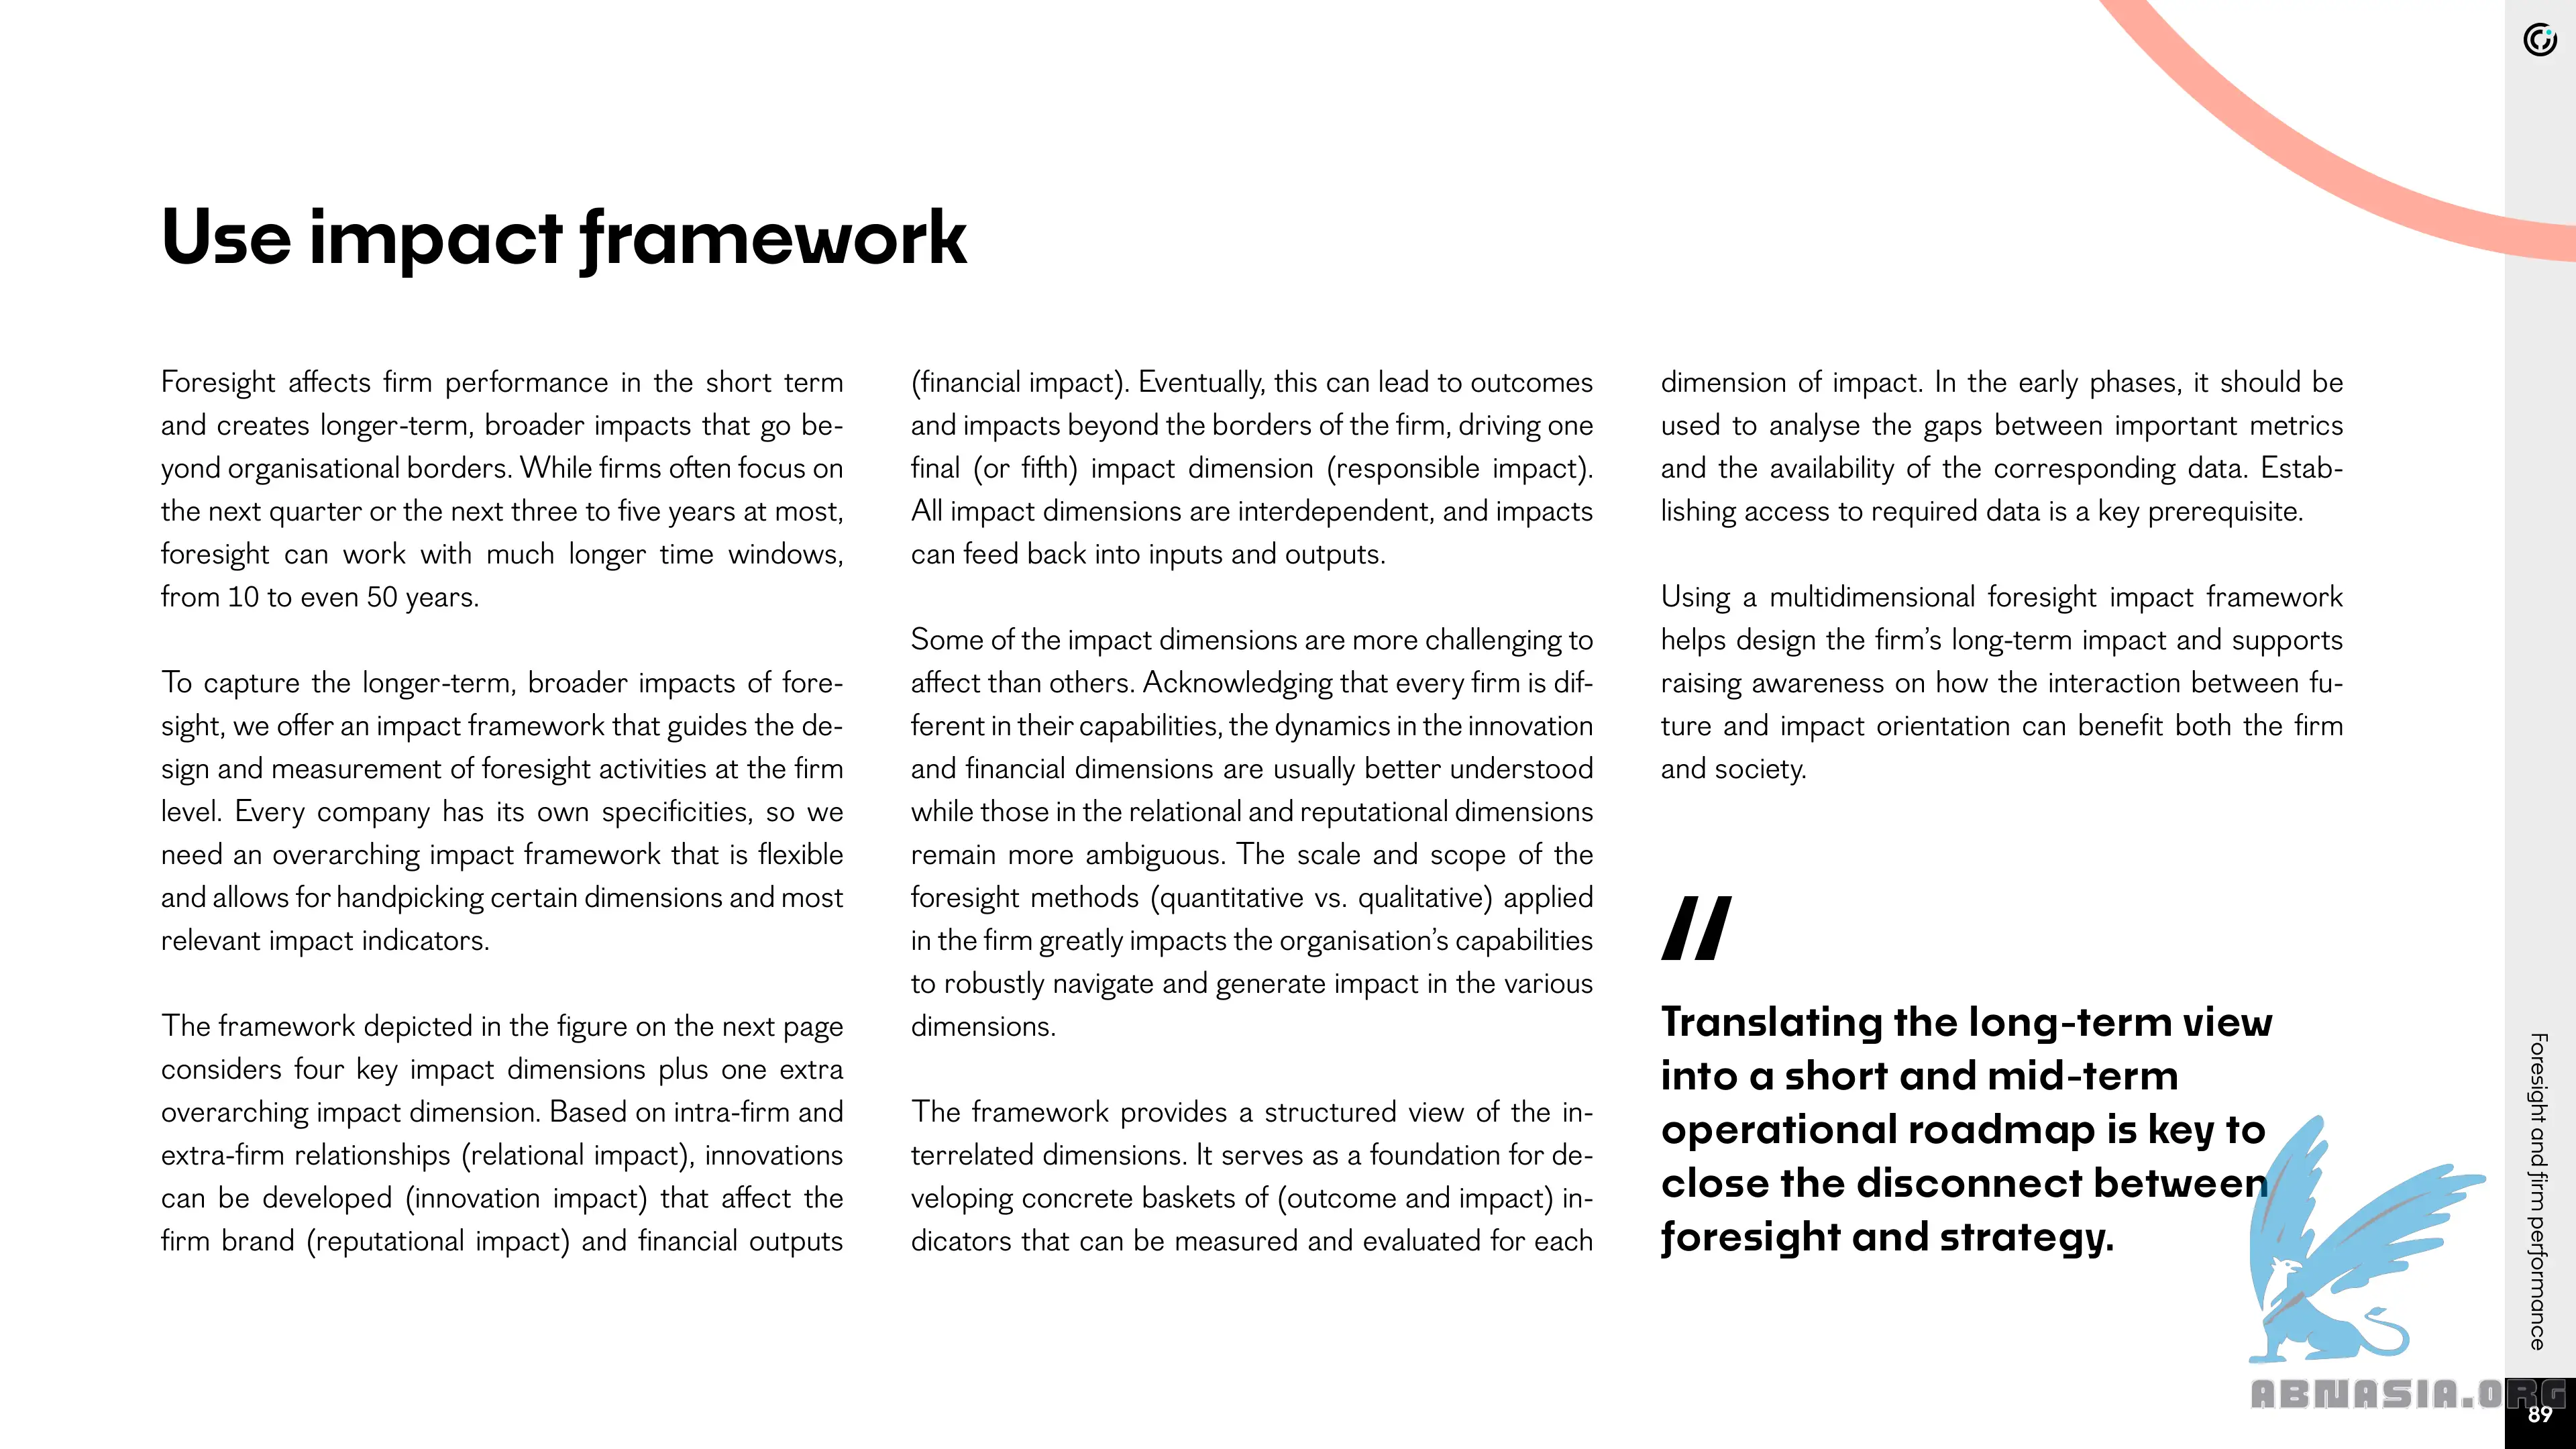 Use impact framework
Foresight affects firm performance in the short term
and creates longer-term, broader impacts that go be-
yond organisational borders. While firms often focus on
the next quarter or the next three to five years at most,
foresight can work with much longer time windows,
from 10 to even 50 years.
To capture the longer-term, broader impacts of fore-
sight, we offer an impact framework that guides the de-
sign and measurement of foresight activities at the firm
level. Every company has its own specificities, so we
need an overarching impact framework that is flexible
and allows for handpicking certain dimensions and most
relevant impact indicators.
The framework depicted in the figure on the next page
considers four key impact dimensions plus one extra
overarching impact dimension. Based on intra-firm and
extra-firm relationships (relational impact), innovations
can be developed (innovation impact) that affect the
firm brand (reputational impact) and financial outputs
(financial impact). Eventually, this can lead to outcomes
and impacts beyond the borders of the firm, driving one
final (or fifth) impact dimension (responsible impact).
All impact dimensions are interdependent, and impacts
can feed back into inputs and outputs.
Some of the impact dimensions are more challenging to
affect than others. Acknowledging that every firm is dif-
ferent in their capabilities, the dynamics in the innovation
and financial dimensions are usually better understood
while those in the relational and reputational dimensions
remain more ambiguous. The scale and scope of the
foresight methods (quantitative vs. qualitative) applied
in the firm greatly impacts the organisation's capabilities
to robustly navigate and generate impact in the various
dimensions.
The framework provides a structured view of the in-
terrelated dimensions. It serves as a foundation for de-
veloping concrete baskets of (outcome and impact) in-
dicators that can be measured and evaluated for each
dimension of impact. In the early phases, it should be
used to analyse the gaps between important metrics
and the availability of the corresponding data. Estab-
lishing access to required data is a key prerequisite.
Using a multidimensional foresight impact framework
helps design the firm's long-term impact and supports
raising awareness on how the interaction between fu-
ture and impact orientation can benefit both the firm
and society.
Translating the long-term view
into a short and mid-term
operational roadmap is key to
close the disconnect between
foresight and strategy.
Foresight and firm performance
ABNASIA.ORG
89